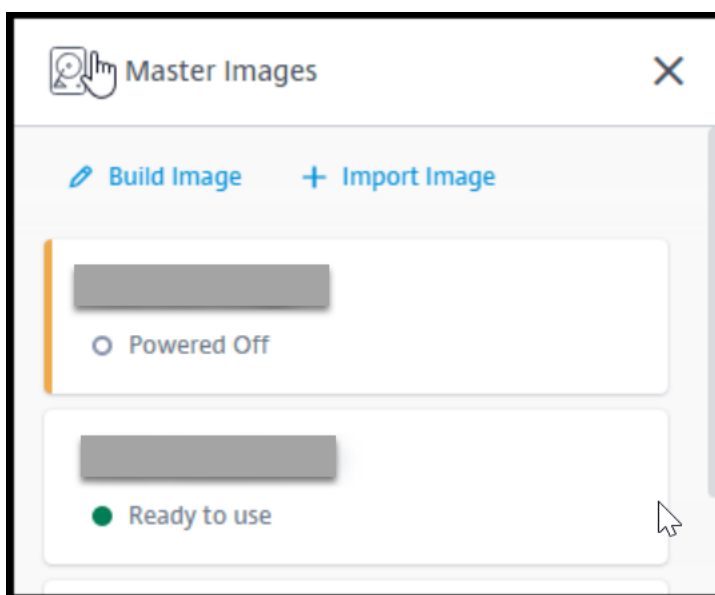 Master Images
Build Image
Import Image
Powered Off
Ready to use